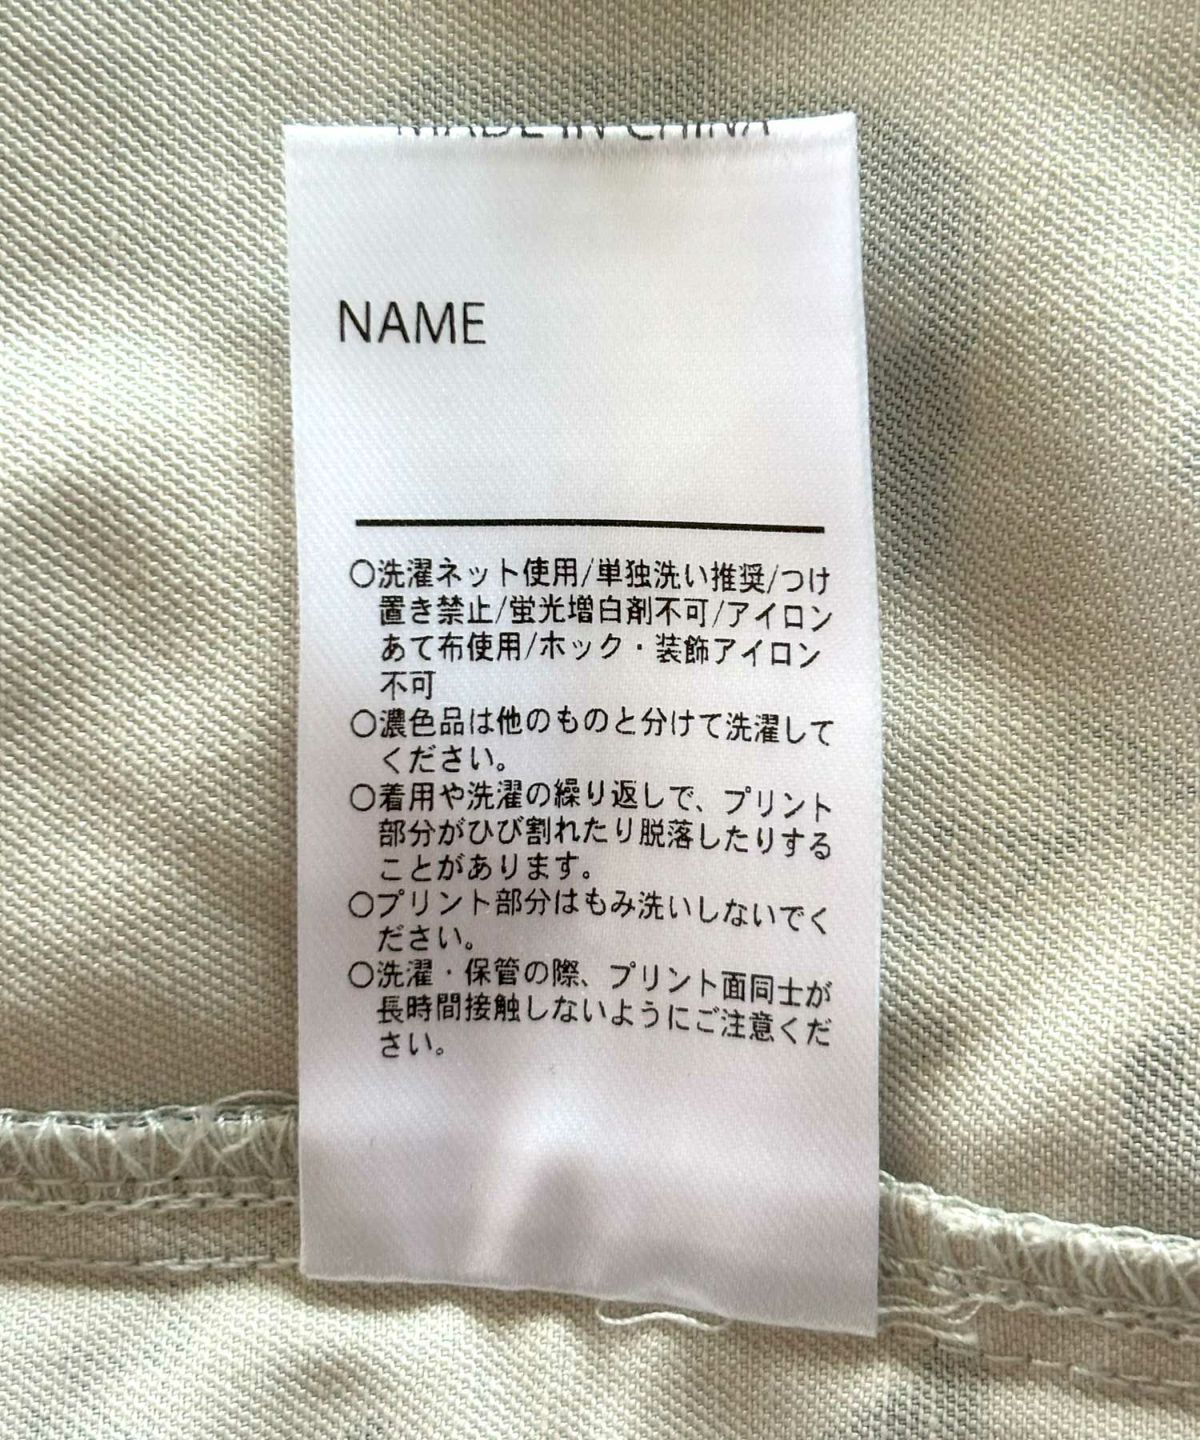 MADE IN CHINA
NAME
○洗濯ネット使用/単独洗い推奨/つけ
置き禁止/蛍光増白剤不可/アイロン
あて布使用/ホック・装飾アイロン
不可
○濃色品は他のものと分けて洗濯して
ください。
○着用や洗濯の繰り返しで、プリント
部分がひび割れたり脱落したりする
ことがあります。
○プリント部分はもみ洗いしないでく
ださい。
○洗濯・保管の際、プリント面同士が
長時間接触しないようにご注意くだ
さい。